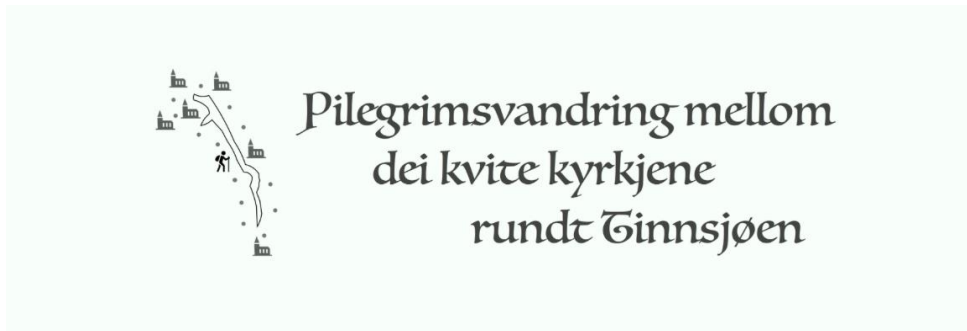 Pilegrimsvandring mellom
dei kvite kyrkjene
rundt Tinnsjøen